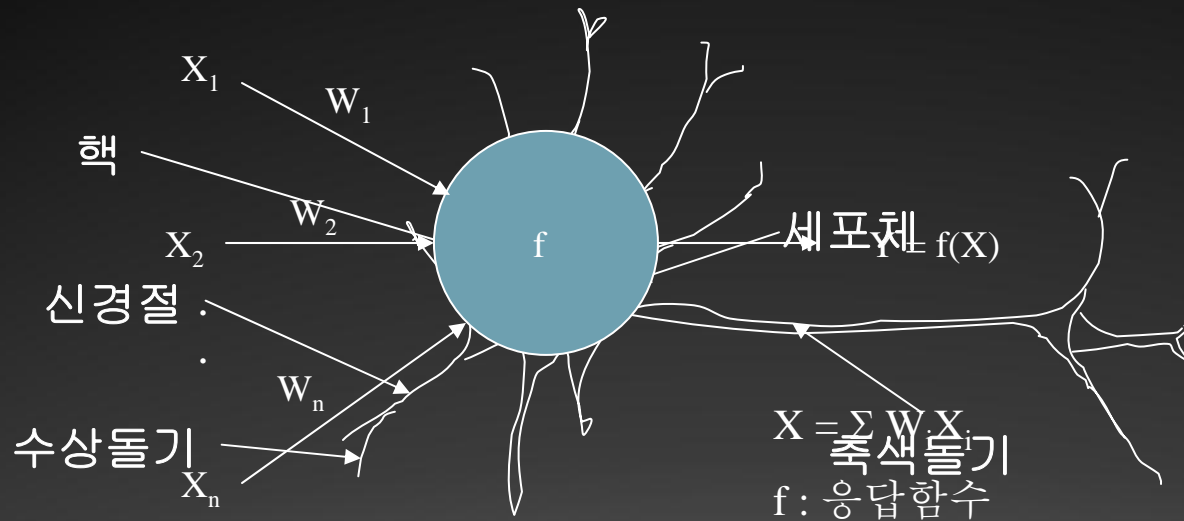 X₁
W₁
핵
W₂
X₂
f
세포체
Y = f(X)
신경절
.
.
Wₙ
수상돌기
Xₙ
X = Σ WᵢXᵢ
축색돌기
f : 응답함수